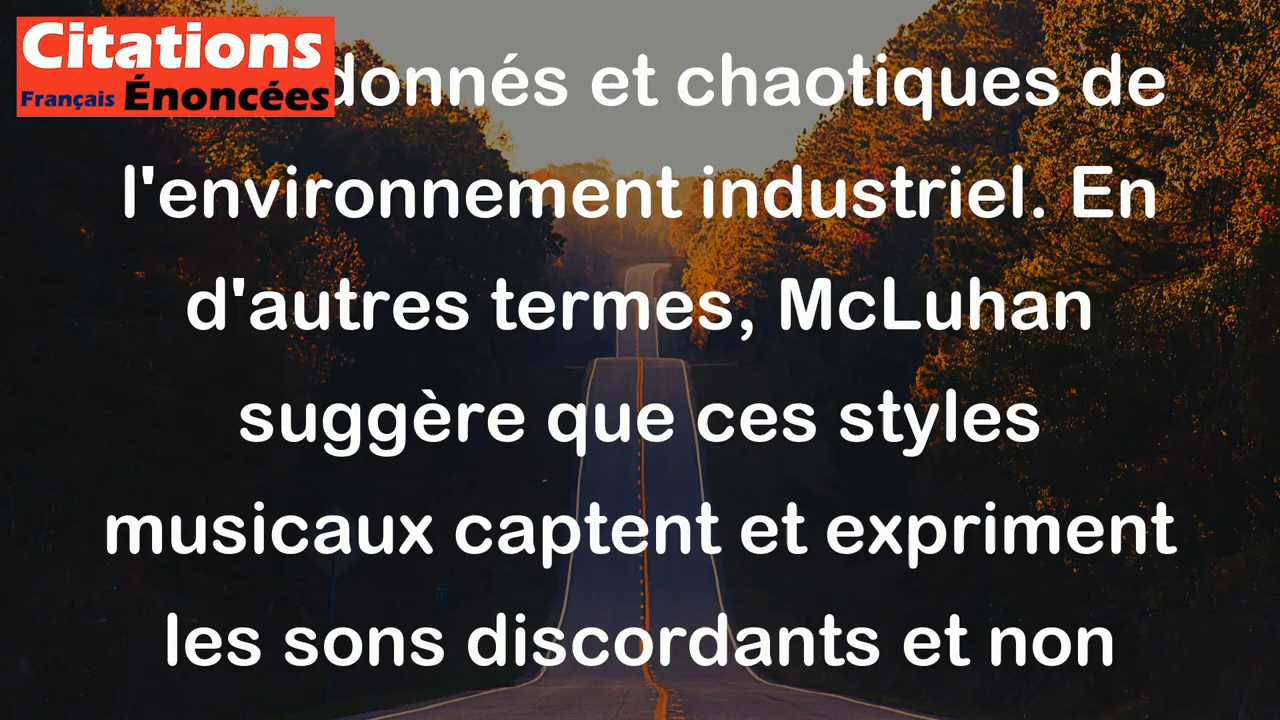 Citations
Français Énoncées
donnés et chaotiques de
l'environnement industriel. En
d'autres termes, McLuhan
suggère que ces styles
musicaux captent et expriment
les sons discordants et non